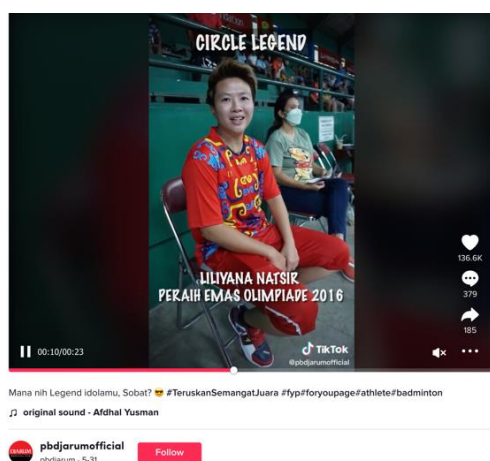 CIRCLE LEGEND
LILIYANA NATSIR
PERAIH EMAS OLIMPIADE 2016
136.6K
379
185
00:10/00:23
TikTok
@pbdjarumofficial
Mana nih Legend idolamu, Sobat? 😎 #TeruskanSemangatJuara #fyp#foryoupage#athlete#badminton
♫ original sound - Afdhal Yusman
DJARUM
pbdjarumofficial
pbdjarum · 5-31
Follow